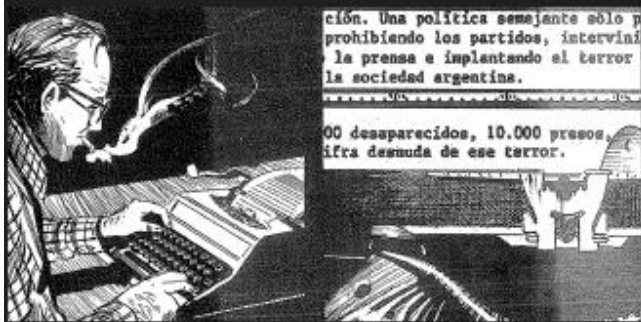 ción. Una política semejante sólo p
prohibiendo los partidos, intervini
la prensa e implantando el terror
la sociedad argentina.
00 desaparecidos, 10.000 presos,
ifra desnuda de ese terror.